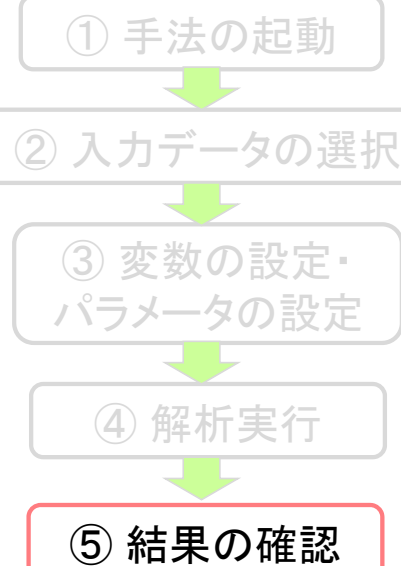 ① 手法の起動
② 入力データの選択
③ 変数の設定・
パラメータの設定
④ 解析実行
⑤ 結果の確認